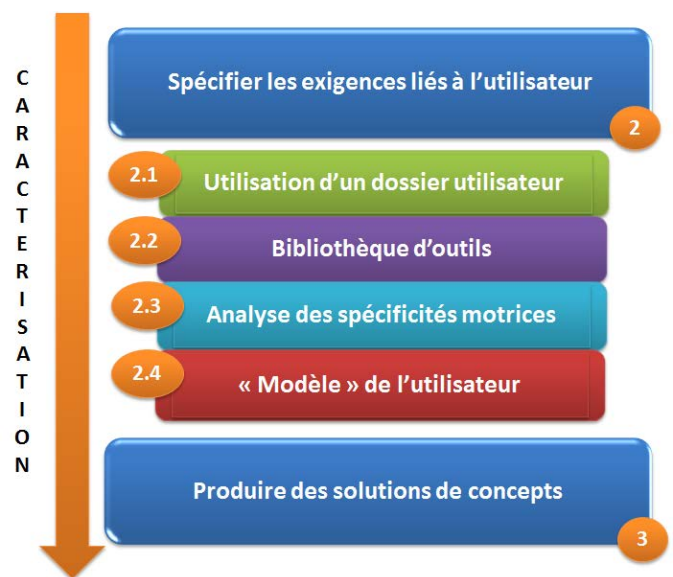 CARACTERISATION
Spécifier les exigences liés à l'utilisateur
2
2.1
Utilisation d'un dossier utilisateur
2.2
Bibliothèque d'outils
2.3
Analyse des spécificités motrices
2.4
« Modèle » de l'utilisateur
Produire des solutions de concepts
3